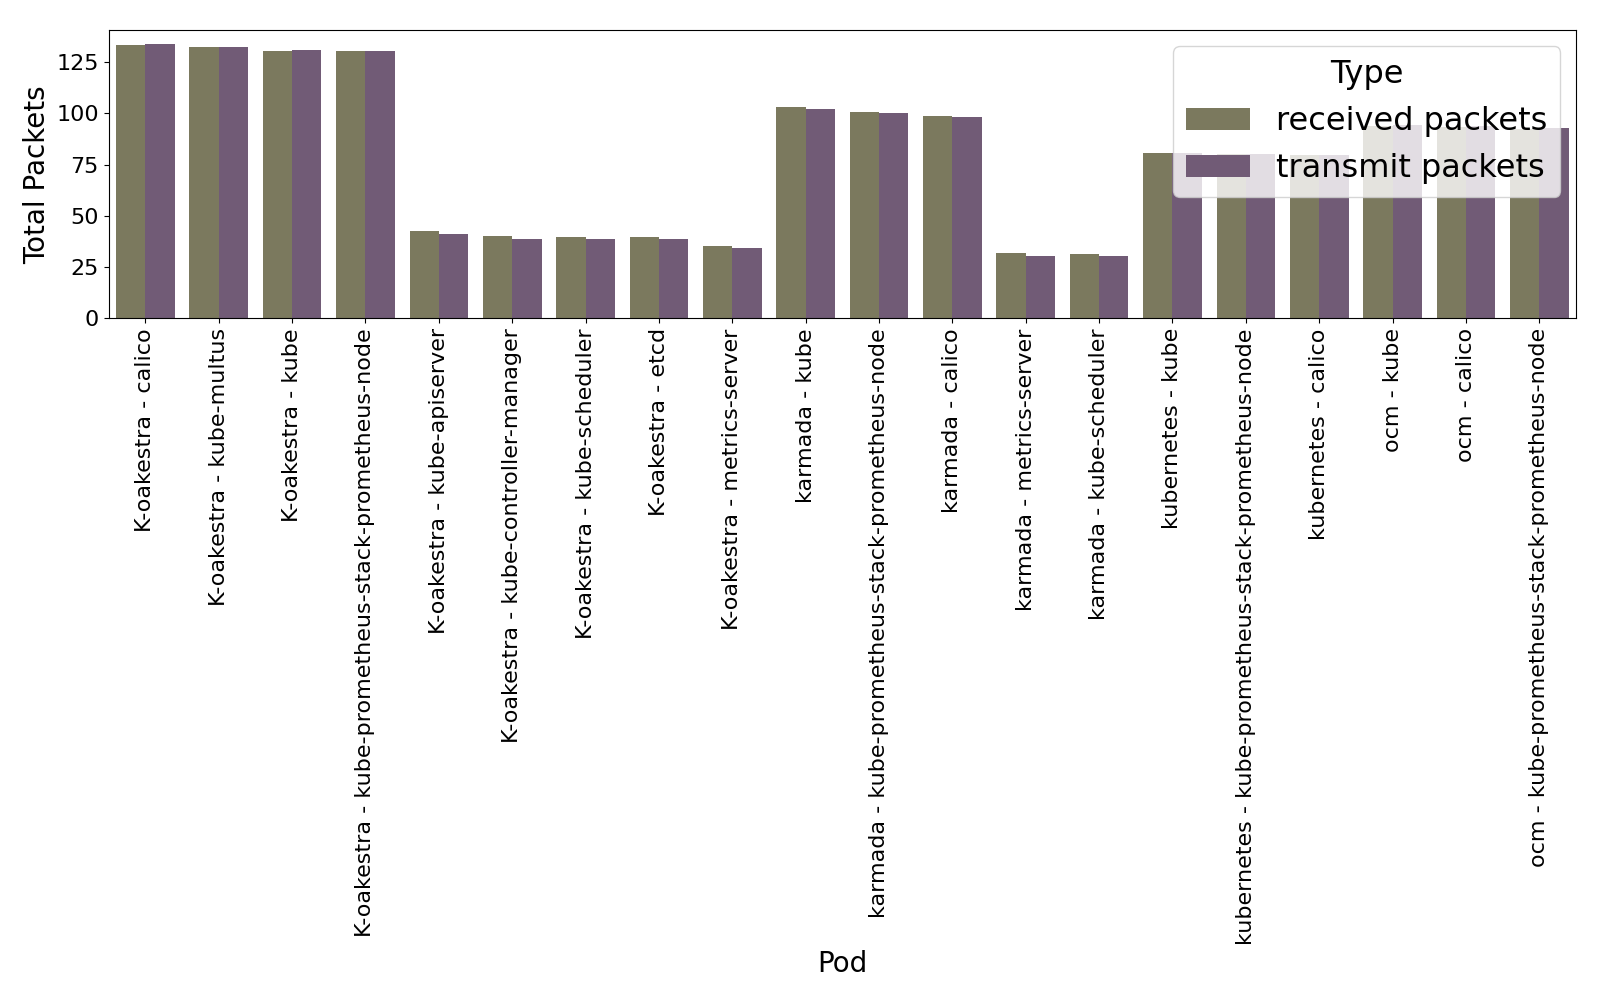 Total Packets
125
100
75
50
25
0
Type
received packets
transmit packets
K-oakestra - calico
K-oakestra - kube-multus
K-oakestra - kube
K-oakestra - kube-prometheus-stack-prometheus-node
K-oakestra - kube-apiserver
K-oakestra - kube-controller-manager
K-oakestra - kube-scheduler
K-oakestra - etcd
K-oakestra - metrics-server
karmada - kube
karmada - kube-prometheus-stack-prometheus-node
karmada - calico
karmada - metrics-server
karmada - kube-scheduler
kubernetes - kube
kubernetes - kube-prometheus-stack-prometheus-node
kubernetes - calico
ocm - kube
ocm - calico
ocm - kube-prometheus-stack-prometheus-node
Pod